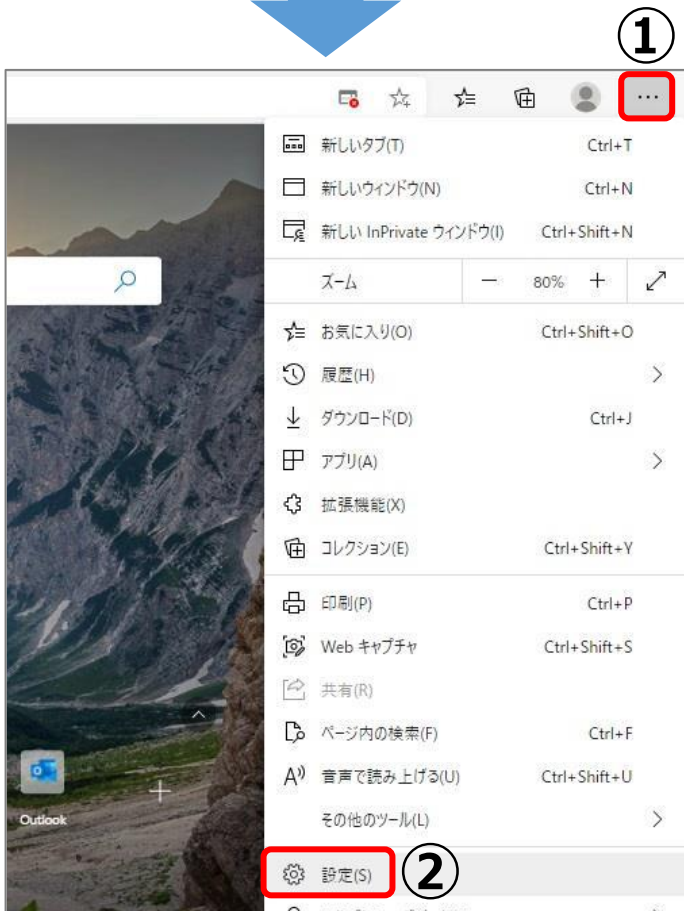 ①
新しいタブ(T) Ctrl+T
新しいウィンドウ(N) Ctrl+N
新しい InPrivate ウィンドウ(I) Ctrl+Shift+N
ズーム − 80% +
お気に入り(O) Ctrl+Shift+O
履歴(H)
ダウンロード(D) Ctrl+J
アプリ(A)
拡張機能(X)
コレクション(E) Ctrl+Shift+Y
印刷(P) Ctrl+P
Web キャプチャ Ctrl+Shift+S
共有(R)
ページ内の検索(F) Ctrl+F
音声で読み上げる(U) Ctrl+Shift+U
その他のツール(L)
Outlook
設定(S) ②